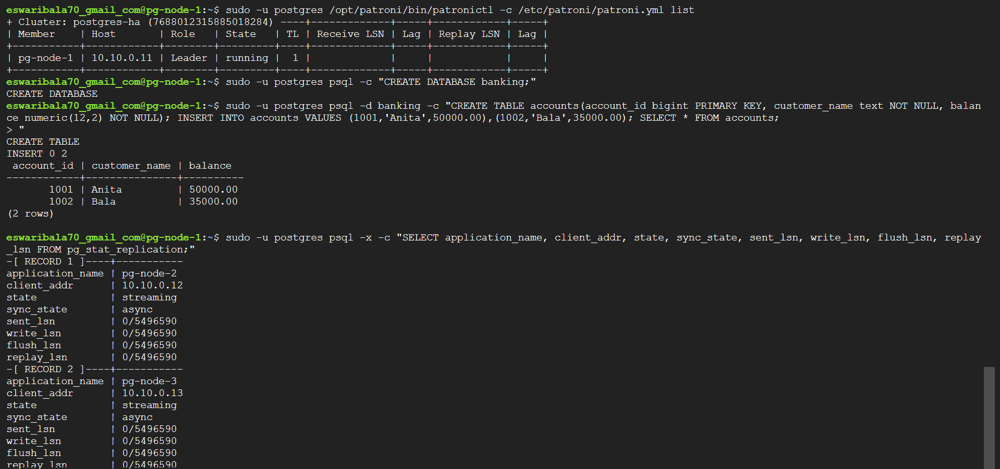 eswaribala70_gmail_com@pg-node-1:~$ sudo -u postgres /opt/patroni/bin/patronictl -c /etc/patroni/patroni.yml list
+ Cluster: postgres-ha (7688012315885018284) ----+-------------+-----+------------+-----+
| Member    | Host       | Role   | State   | TL | Receive LSN | Lag | Replay LSN | Lag |
+-----------+------------+--------+---------+----+-------------+-----+------------+-----+
| pg-node-1 | 10.10.0.11 | Leader | running |  1 |             |     |            |     |
+-----------+------------+--------+---------+----+-------------+-----+------------+-----+
eswaribala70_gmail_com@pg-node-1:~$ sudo -u postgres psql -c "CREATE DATABASE banking;"
CREATE DATABASE
eswaribala70_gmail_com@pg-node-1:~$ sudo -u postgres psql -d banking -c "CREATE TABLE accounts(account_id bigint PRIMARY KEY, customer_name text NOT NULL, balan
ce numeric(12,2) NOT NULL); INSERT INTO accounts VALUES (1001,'Anita',50000.00),(1002,'Bala',35000.00); SELECT * FROM accounts;
> "
CREATE TABLE
INSERT 0 2
 account_id | customer_name | balance
------------+---------------+----------
       1001 | Anita         | 50000.00
       1002 | Bala          | 35000.00
(2 rows)
eswaribala70_gmail_com@pg-node-1:~$ sudo -u postgres psql -x -c "SELECT application_name, client_addr, state, sync_state, sent_lsn, write_lsn, flush_lsn, replay
_lsn FROM pg_stat_replication;"
-[ RECORD 1 ]----+-----------
application_name | pg-node-2
client_addr      | 10.10.0.12
state            | streaming
sync_state       | async
sent_lsn         | 0/5496590
write_lsn        | 0/5496590
flush_lsn        | 0/5496590
replay_lsn       | 0/5496590
-[ RECORD 2 ]----+-----------
application_name | pg-node-3
client_addr      | 10.10.0.13
state            | streaming
sync_state       | async
sent_lsn         | 0/5496590
write_lsn        | 0/5496590
flush_lsn        | 0/5496590
replay_lsn       | 0/5496590